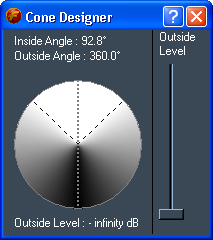 Cone Designer
Inside Angle : 92.8°
Outside Angle : 360.0°
Outside
Level
Outside Level : - infinity dB